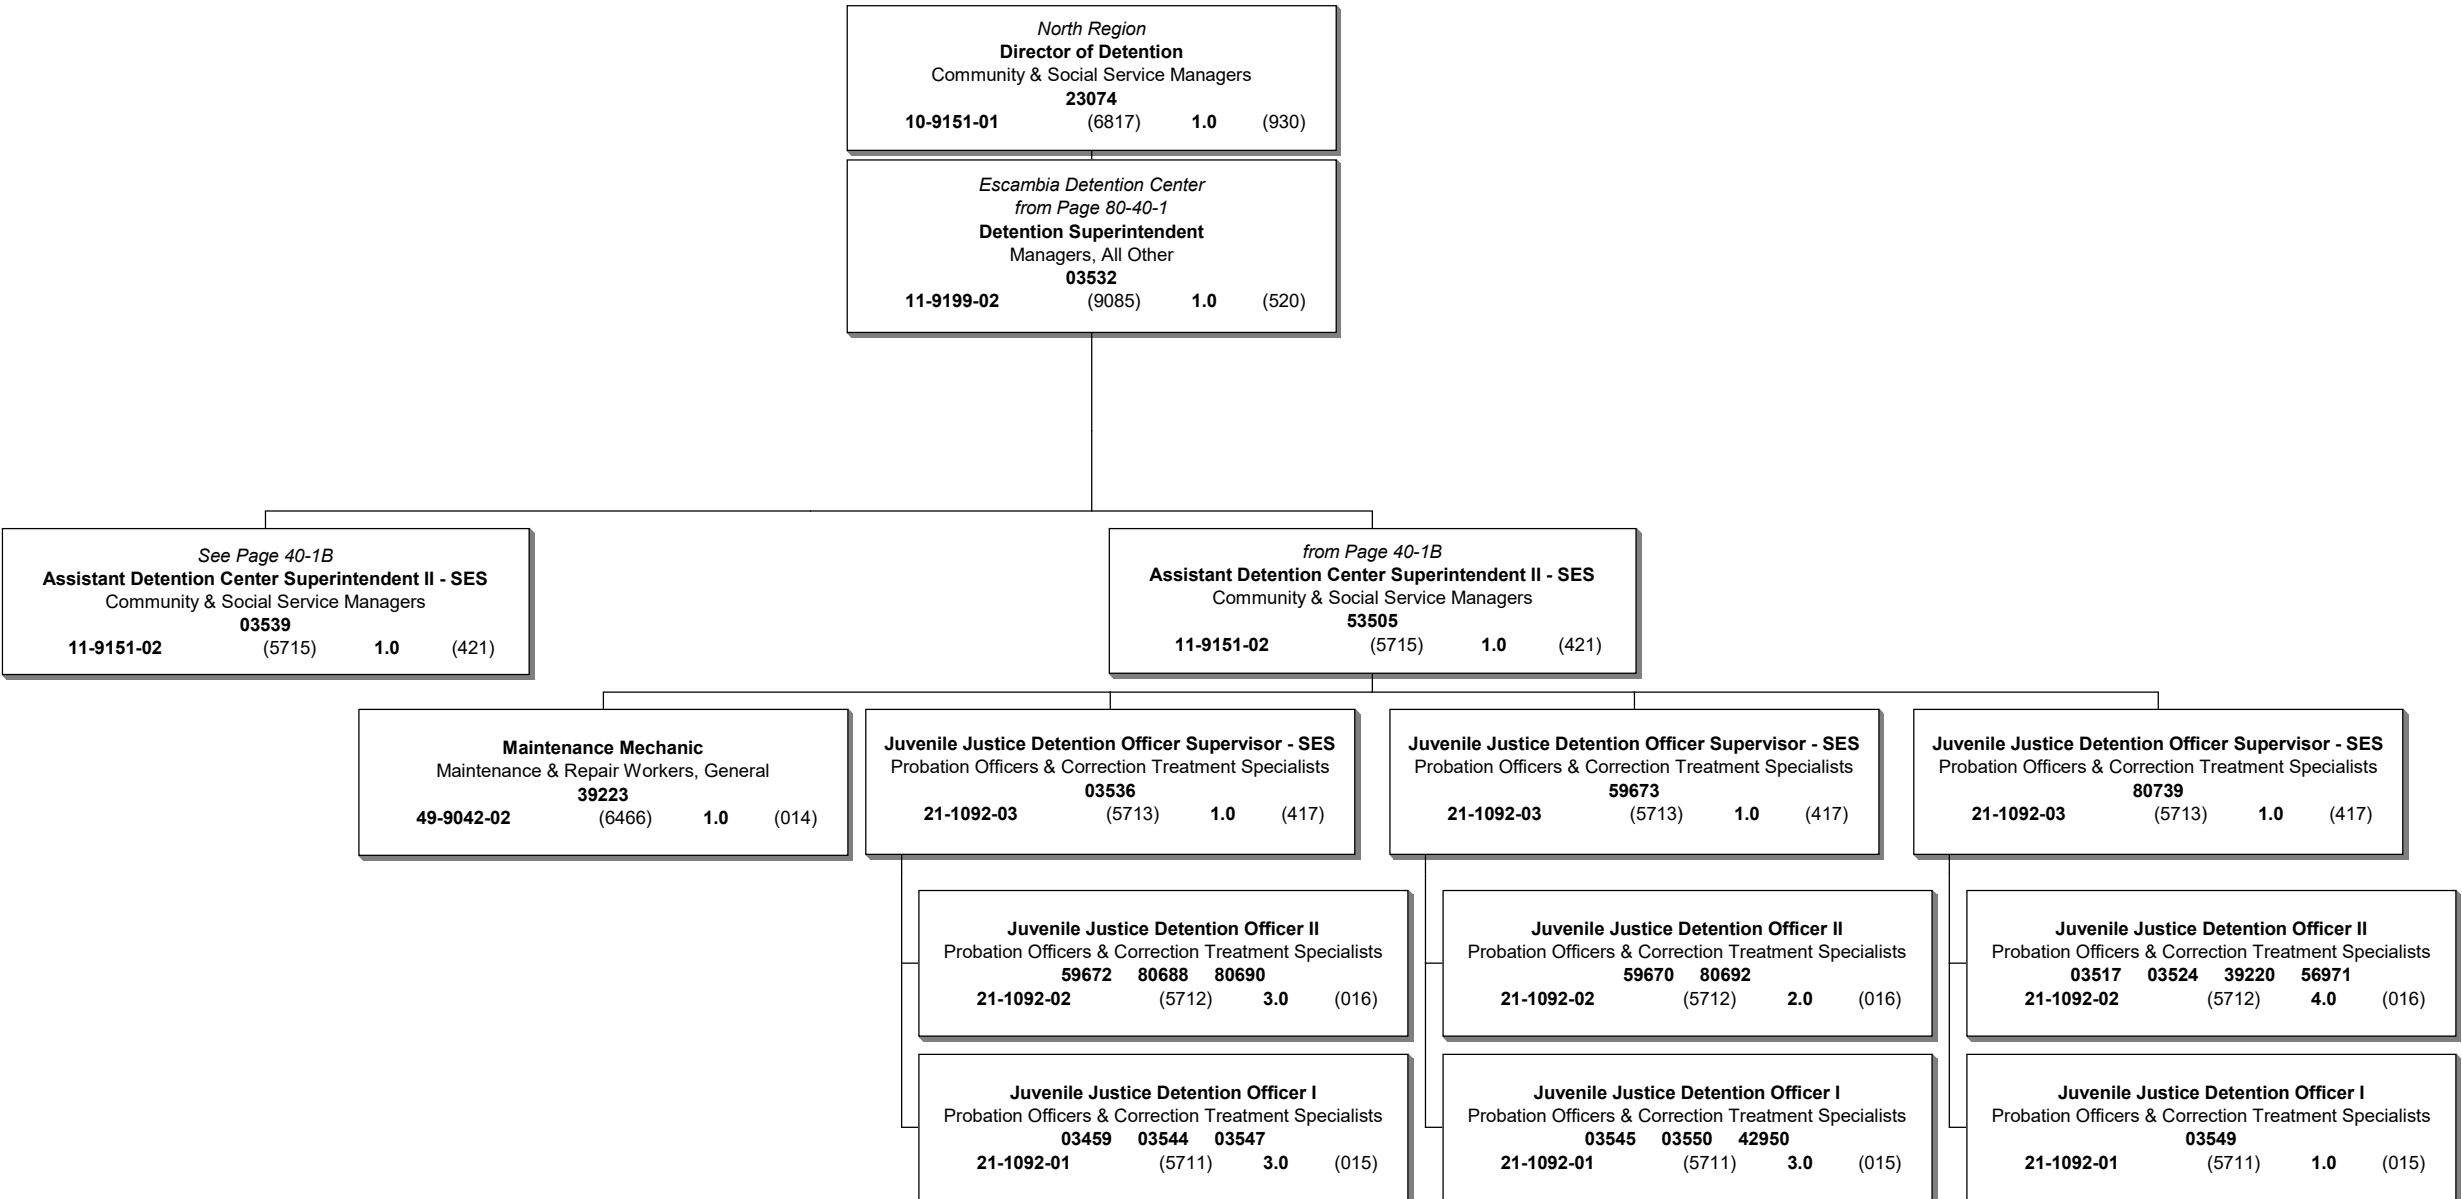 North Region
Director of Detention
Community & Social Service Managers
23074
10-9151-01 (6817) 1.0 (930)
Escambia Detention Center
from Page 80-40-1
Detention Superintendent
Managers, All Other
03532
11-9199-02 (9085) 1.0 (520)
See Page 40-1B
Assistant Detention Center Superintendent II - SES
Community & Social Service Managers
03539
11-9151-02 (5715) 1.0 (421)
from Page 40-1B
Assistant Detention Center Superintendent II - SES
Community & Social Service Managers
53505
11-9151-02 (5715) 1.0 (421)
Maintenance Mechanic
Maintenance & Repair Workers, General
39223
49-9042-02 (6466) 1.0 (014)
Juvenile Justice Detention Officer Supervisor - SES
Probation Officers & Correction Treatment Specialists
03536
21-1092-03 (5713) 1.0 (417)
Juvenile Justice Detention Officer Supervisor - SES
Probation Officers & Correction Treatment Specialists
59673
21-1092-03 (5713) 1.0 (417)
Juvenile Justice Detention Officer Supervisor - SES
Probation Officers & Correction Treatment Specialists
80739
21-1092-03 (5713) 1.0 (417)
Juvenile Justice Detention Officer II
Probation Officers & Correction Treatment Specialists
59672 80688 80690
21-1092-02 (5712) 3.0 (016)
Juvenile Justice Detention Officer II
Probation Officers & Correction Treatment Specialists
59670 80692
21-1092-02 (5712) 2.0 (016)
Juvenile Justice Detention Officer II
Probation Officers & Correction Treatment Specialists
03517 03524 39220 56971
21-1092-02 (5712) 4.0 (016)
Juvenile Justice Detention Officer I
Probation Officers & Correction Treatment Specialists
03459 03544 03547
21-1092-01 (5711) 3.0 (015)
Juvenile Justice Detention Officer I
Probation Officers & Correction Treatment Specialists
03545 03550 42950
21-1092-01 (5711) 3.0 (015)
Juvenile Justice Detention Officer I
Probation Officers & Correction Treatment Specialists
03549
21-1092-01 (5711) 1.0 (015)